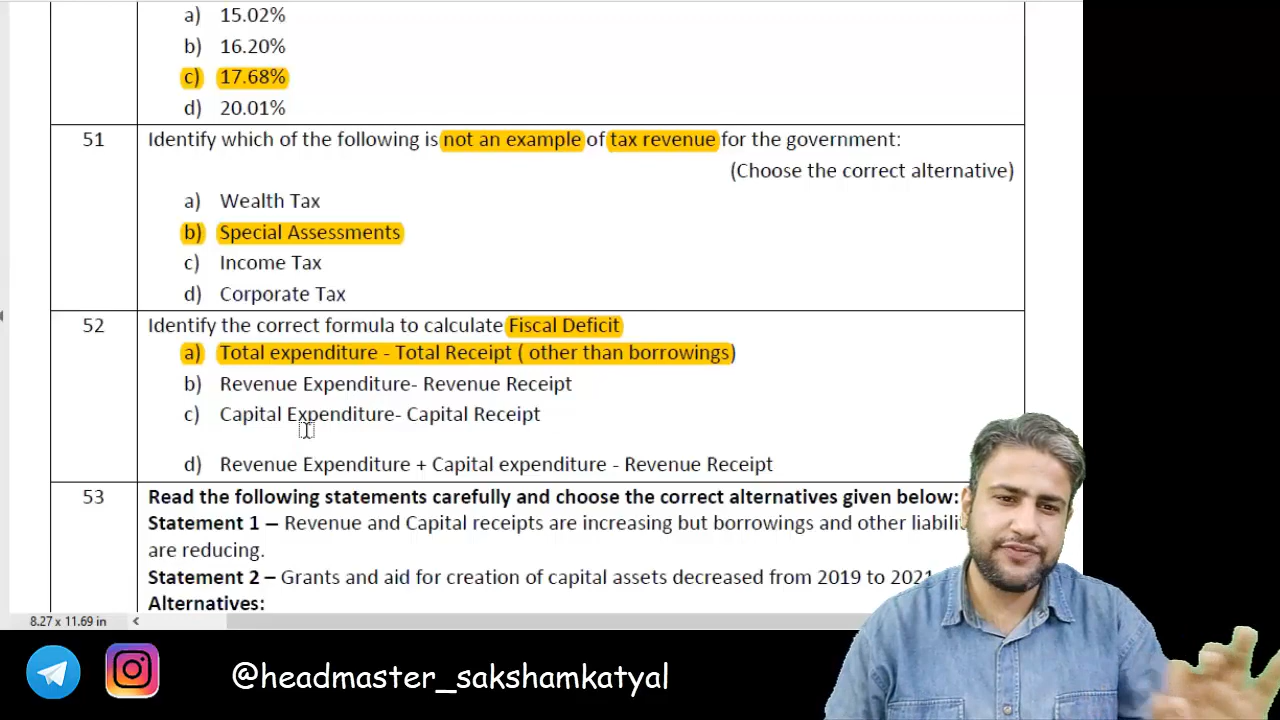 a) 15.02%
b) 16.20%
c) 17.68%
d) 20.01%
51 Identify which of the following is not an example of tax revenue for the government:
(Choose the correct alternative)
a) Wealth Tax
b) Special Assessments
c) Income Tax
d) Corporate Tax
52 Identify the correct formula to calculate Fiscal Deficit
a) Total expenditure - Total Receipt ( other than borrowings)
b) Revenue Expenditure- Revenue Receipt
c) Capital Expenditure- Capital Receipt
d) Revenue Expenditure + Capital expenditure - Revenue Receipt
53 Read the following statements carefully and choose the correct alternatives given below:
Statement 1 – Revenue and Capital receipts are increasing but borrowings and other
are reducing.
Statement 2 – Grants and aid for creation of capital assets decreased from 2019 to 2021
Alternatives:
8.27 x 11.69 in
@headmaster_sakshamkatyal